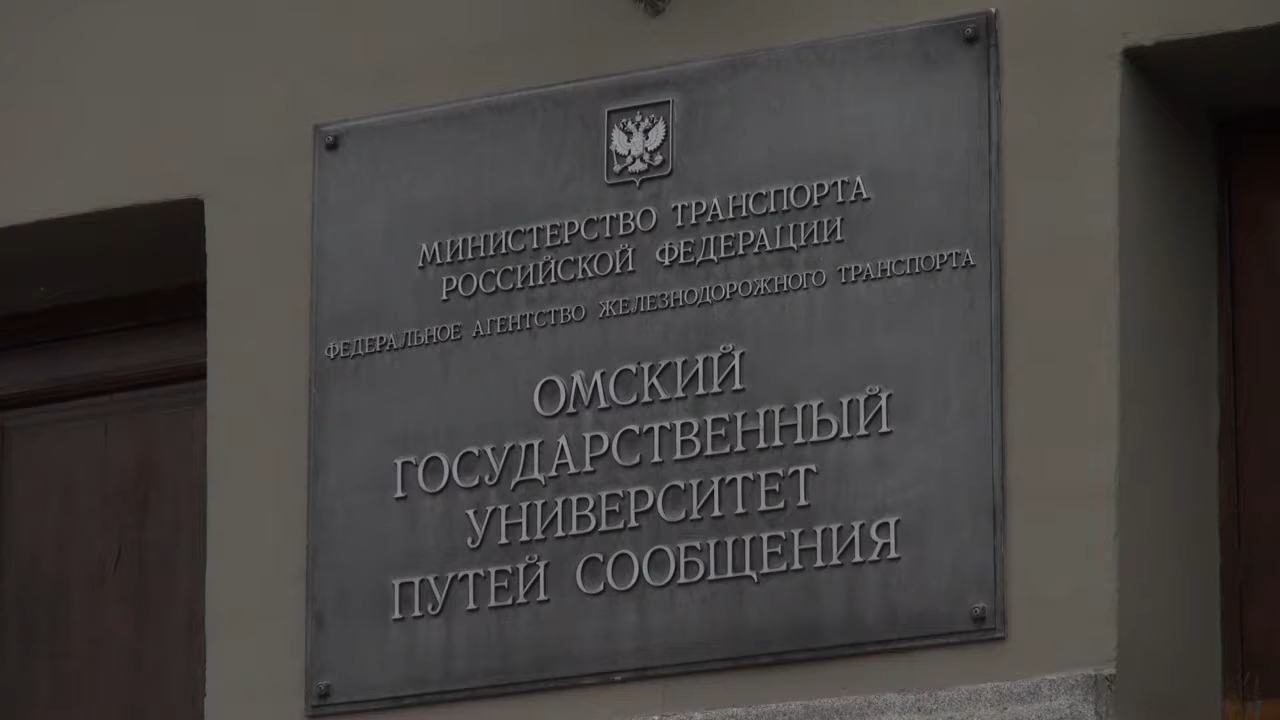 МИНИСТЕРСТВО ТРАНСПОРТА
РОССИЙСКОЙ ФЕДЕРАЦИИ
ФЕДЕРАЛЬНОЕ АГЕНТСТВО ЖЕЛЕЗНОДОРОЖНОГО ТРАНСПОРТА
ОМСКИЙ
ГОСУДАРСТВЕННЫЙ
УНИВЕРСИТЕТ
ПУТЕЙ СООБЩЕНИЯ